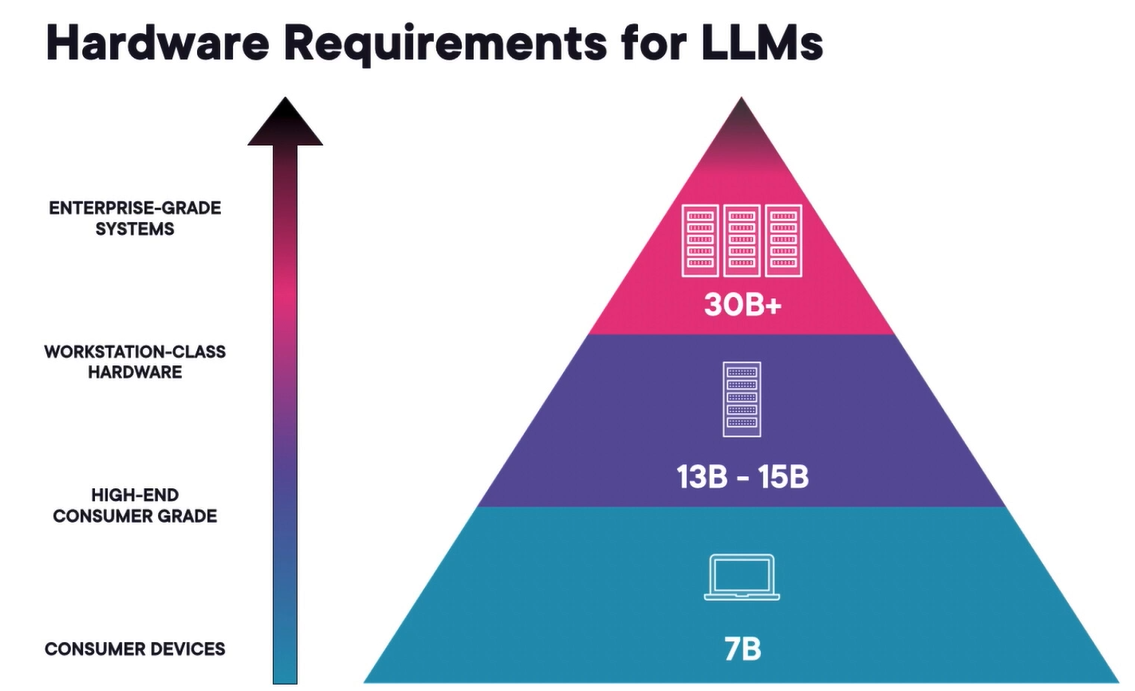 Hardware Requirements for LLMs
ENTERPRISE-GRADE
SYSTEMS
WORKSTATION-CLASS
HARDWARE
HIGH-END
CONSUMER GRADE
CONSUMER DEVICES
30B+
13B - 15B
7B